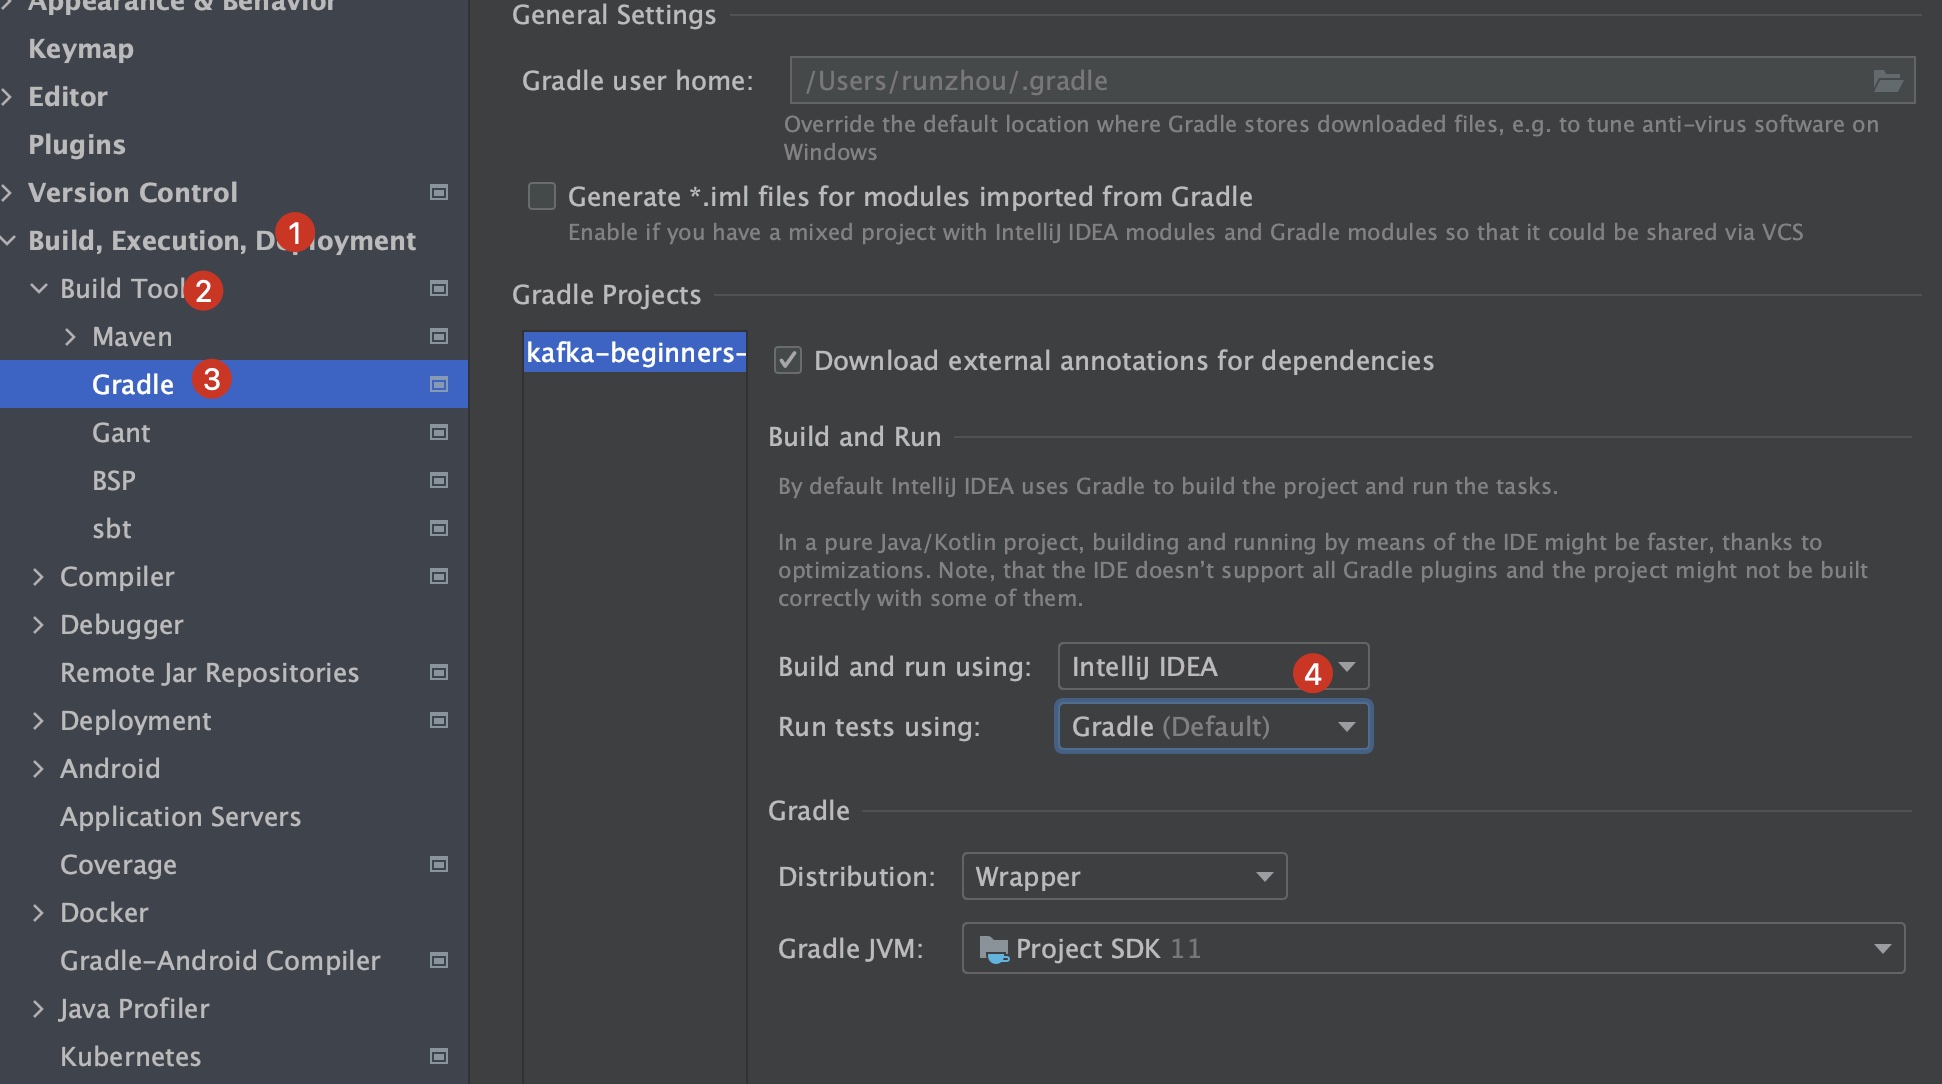 Appearance & Behavior
Keymap
Editor
Plugins
Version Control
Build, Execution, Deployment
1
Build Tool
2
Maven
Gradle
3
Gant
BSP
sbt
Compiler
Debugger
Remote Jar Repositories
Deployment
Android
Application Servers
Coverage
Docker
Gradle-Android Compiler
Java Profiler
Kubernetes
General Settings
Gradle user home:
/Users/runzhou/.gradle
Override the default location where Gradle stores downloaded files, e.g. to tune anti-virus software on
Windows
Generate *.iml files for modules imported from Gradle
Enable if you have a mixed project with IntelliJ IDEA modules and Gradle modules so that it could be shared via VCS
Gradle Projects
kafka-beginners-
Download external annotations for dependencies
Build and Run
By default IntelliJ IDEA uses Gradle to build the project and run the tasks.
In a pure Java/Kotlin project, building and running by means of the IDE might be faster, thanks to
optimizations. Note, that the IDE doesn't support all Gradle plugins and the project might not be built
correctly with some of them.
Build and run using: IntelliJ IDEA
4
Run tests using: Gradle (Default)
Gradle
Distribution: Wrapper
Gradle JVM: Project SDK 11